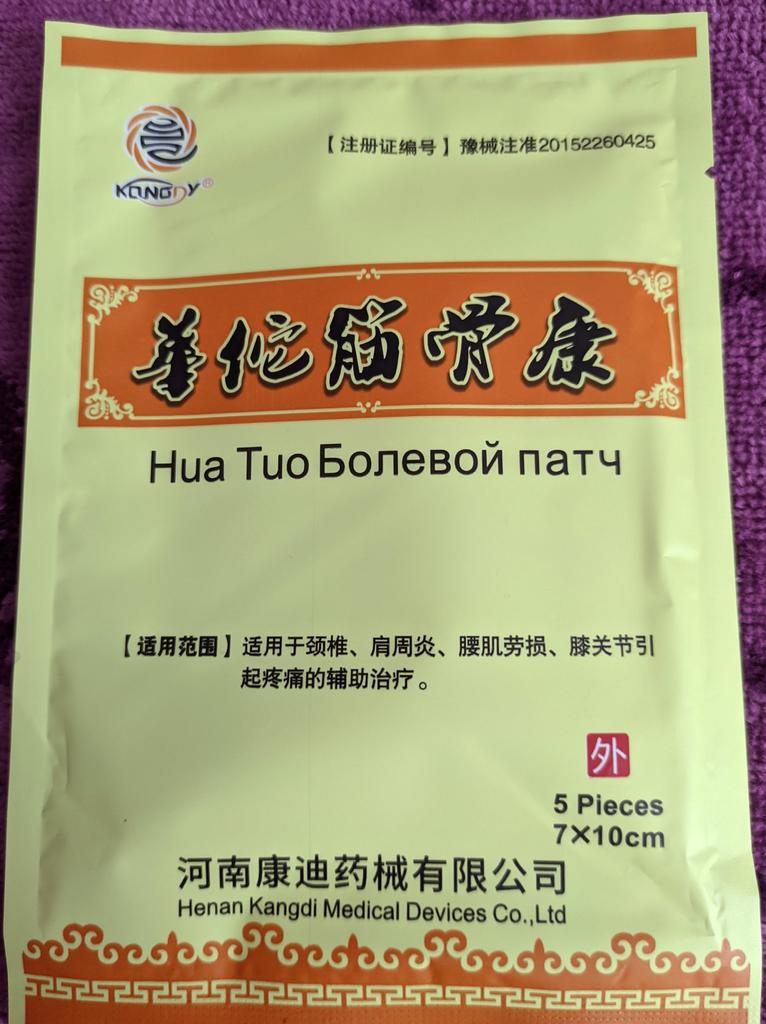 KONGDY®
【注册证编号】豫械注准20152260425
華佗筋骨康
Hua Tuo Болевой патч
【适用范围】适用于颈椎、肩周炎、腰肌劳损、膝关节引
起疼痛的辅助治疗。
外
5 Pieces
7×10cm
河南康迪药械有限公司
Henan Kangdi Medical Devices Co.,Ltd